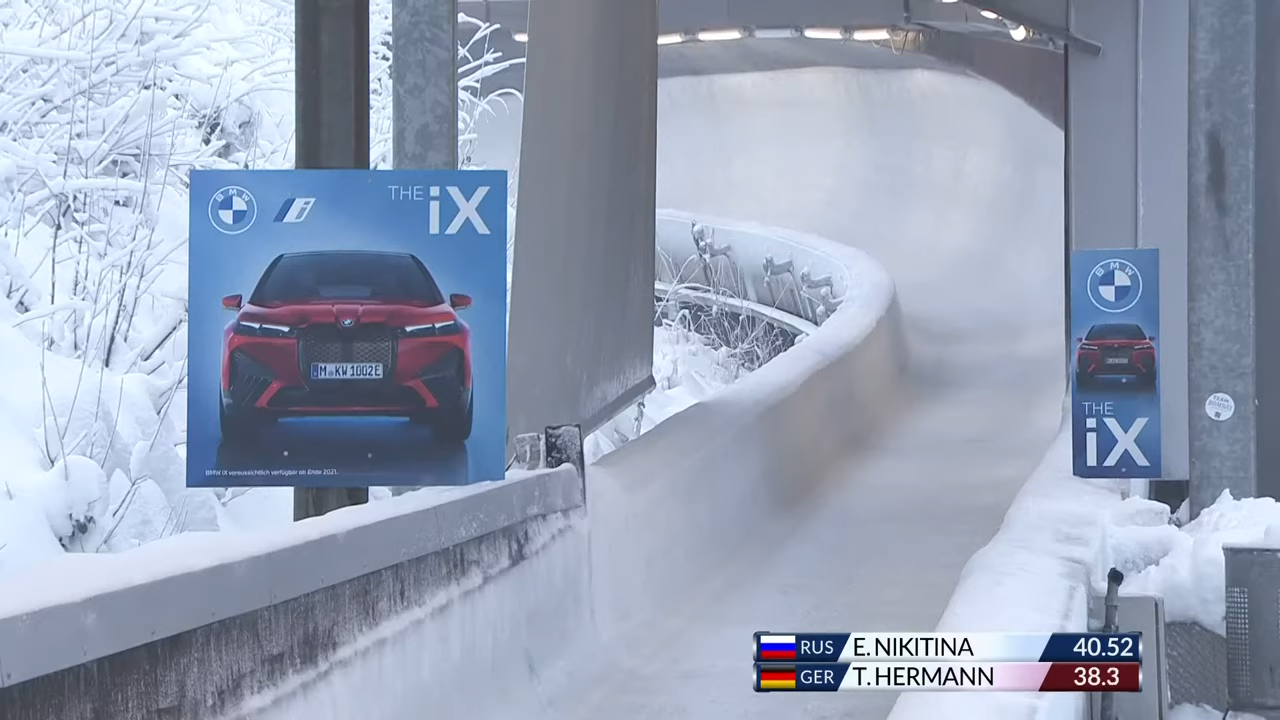 BMW
i
THE iX
M KW 1002E
BMW iX voraussichtlich verfügbar ab Ende 2021.
BMW
THE
iX
TEAM
RUS E. NIKITINA 40.52
GER T. HERMANN 38.3